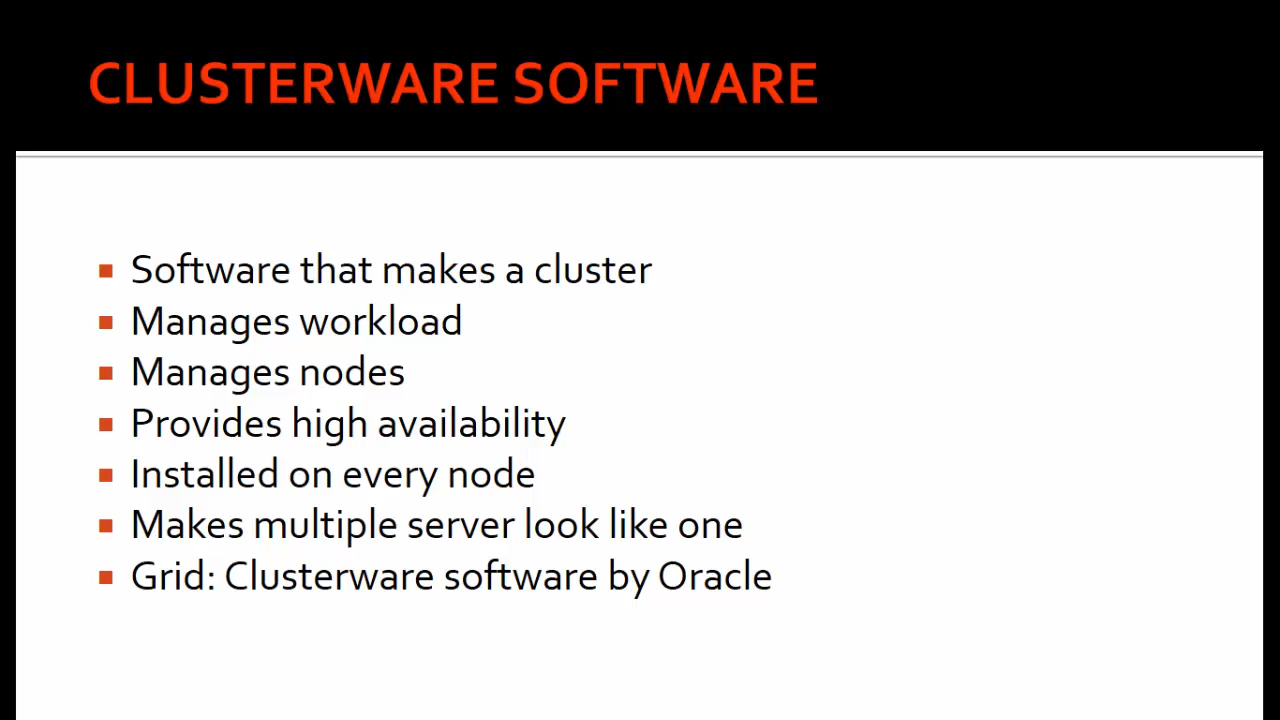 CLUSTERWARE SOFTWARE
Software that makes a cluster
Manages workload
Manages nodes
Provides high availability
Installed on every node
Makes multiple server look like one
Grid: Clusterware software by Oracle